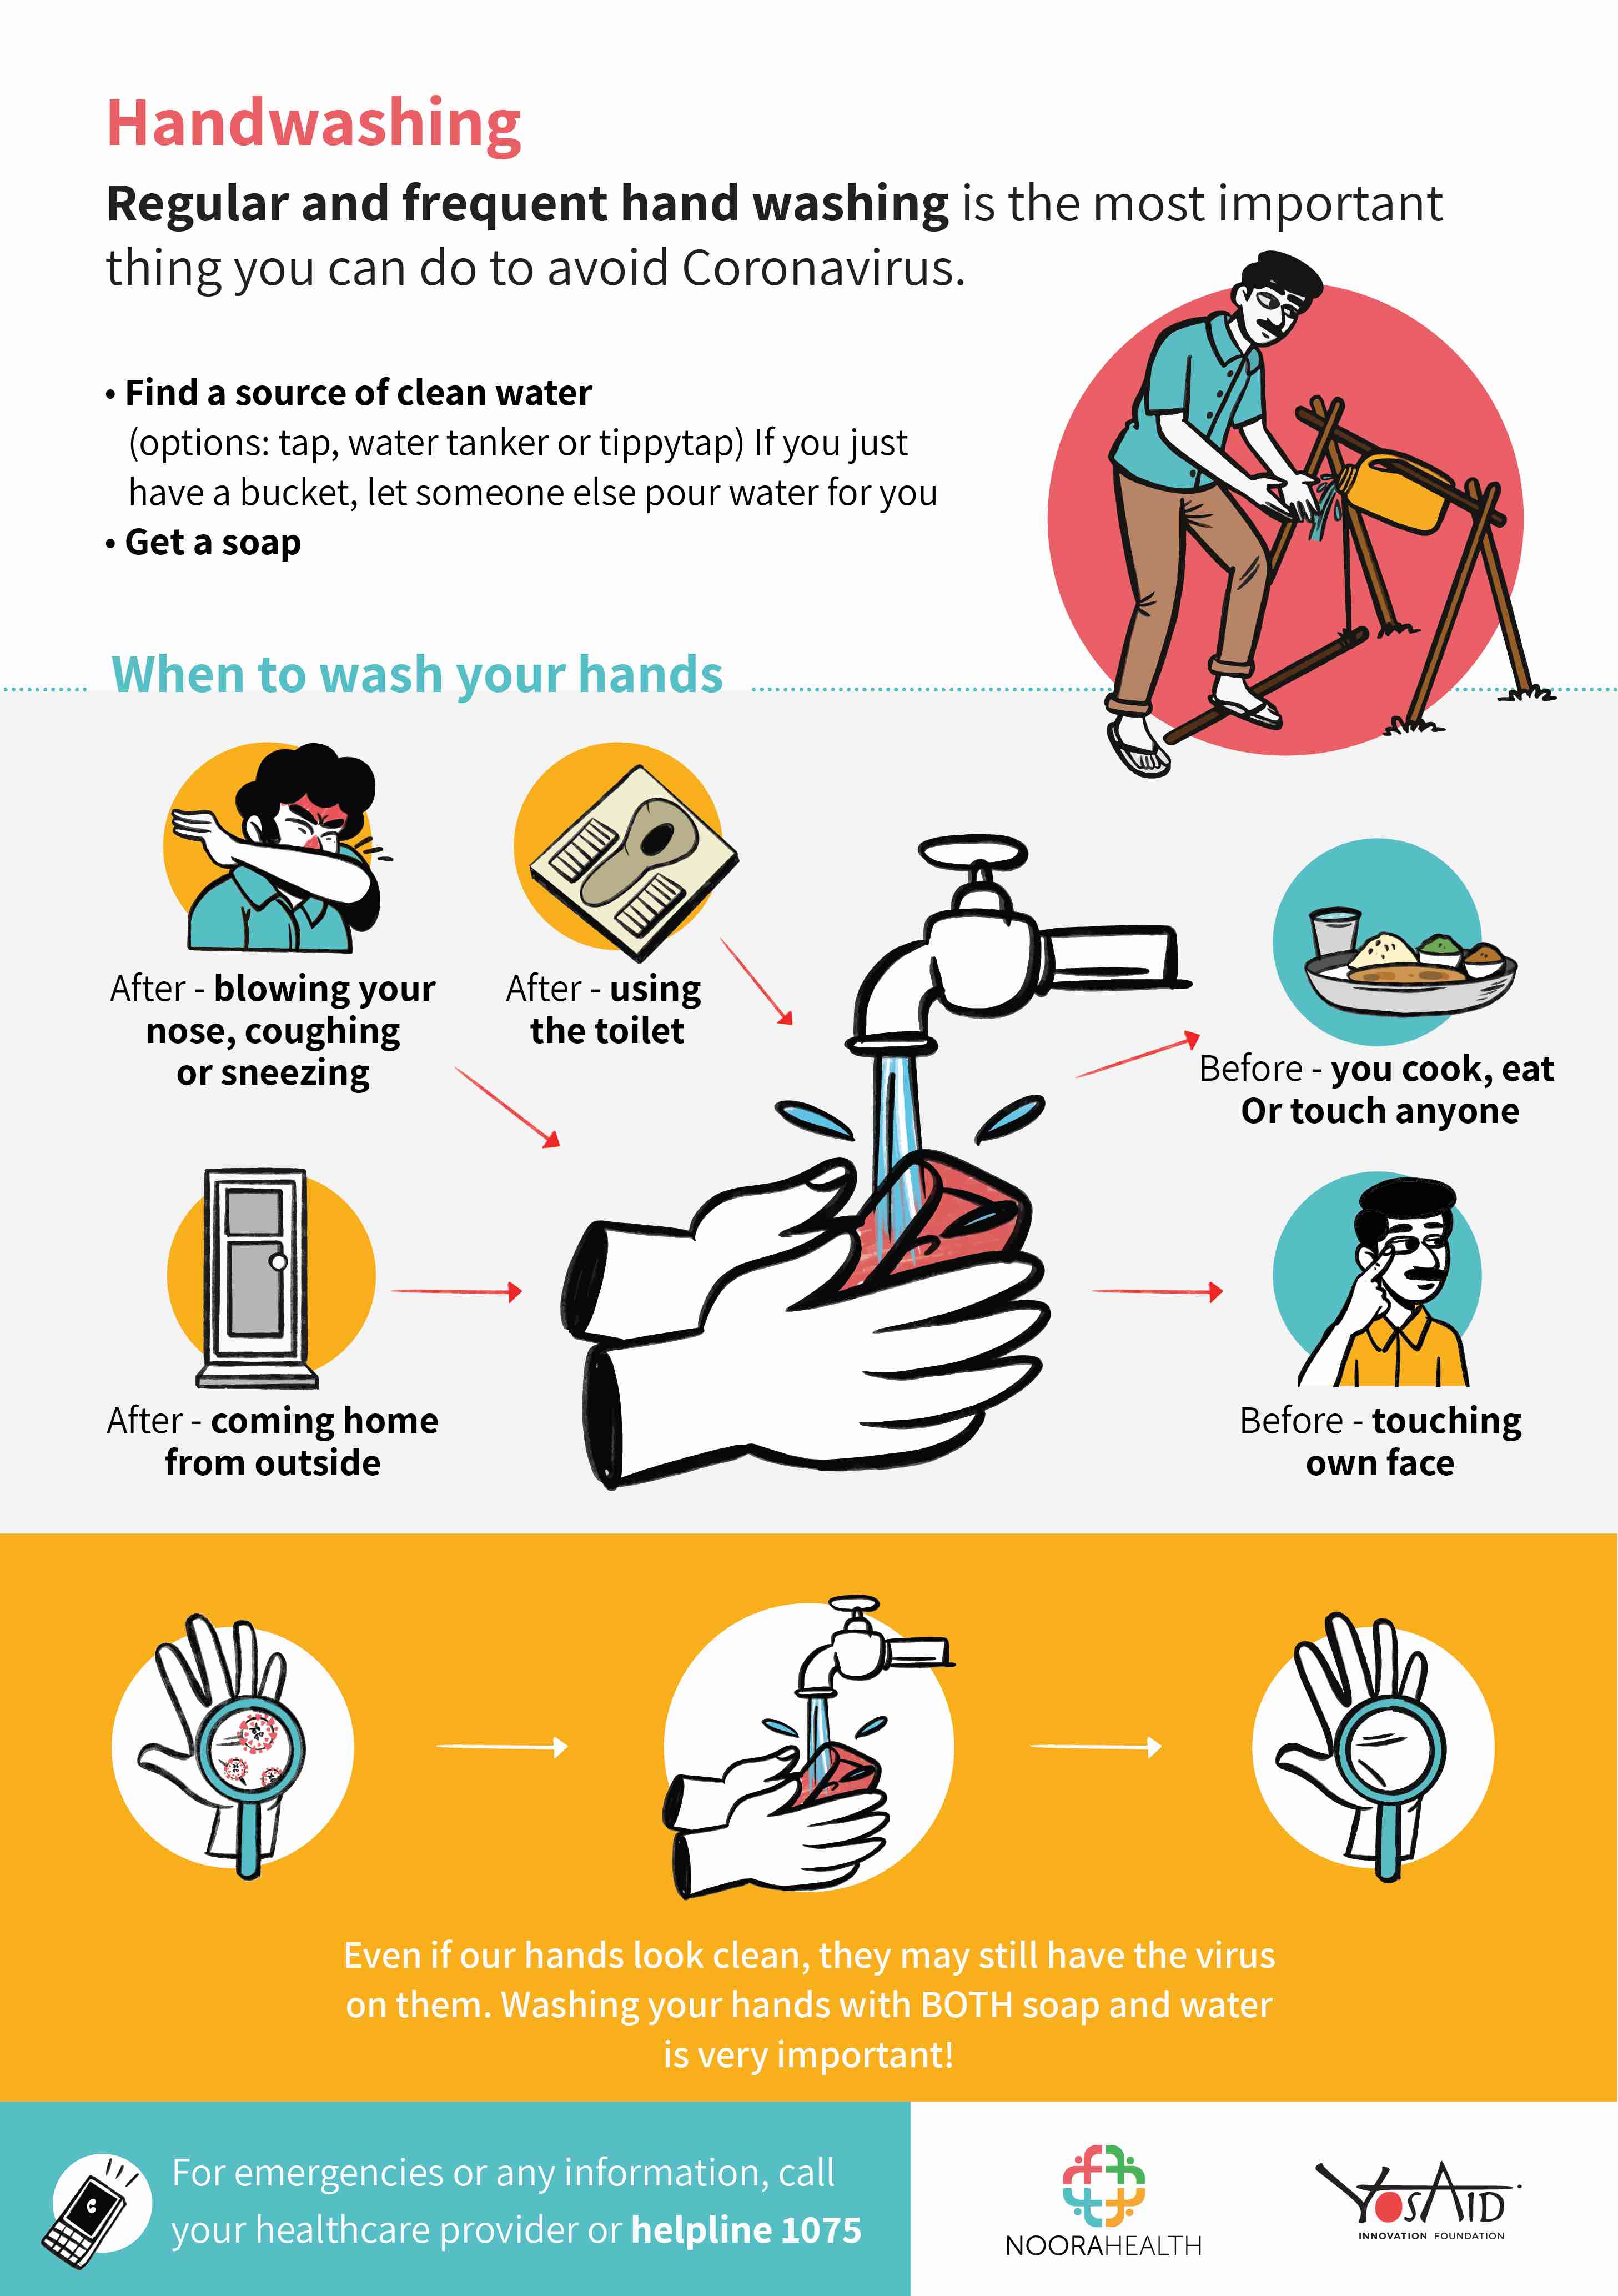 Handwashing
Regular and frequent hand washing is the most important
thing you can do to avoid Coronavirus.
• Find a source of clean water
(options: tap, water tanker or tippytap) If you just
have a bucket, let someone else pour water for you
• Get a soap
When to wash your hands
After - blowing your
nose, coughing
or sneezing
After - using
the toilet
Before - you cook, eat
Or touch anyone
After - coming home
from outside
Before - touching
own face
Even if our hands look clean, they may still have the virus
on them. Washing your hands with BOTH soap and water
is very important!
For emergencies or any information, call
your healthcare provider or helpline 1075
NOORAHEALTH
YosAID
INNOVATION FOUNDATION